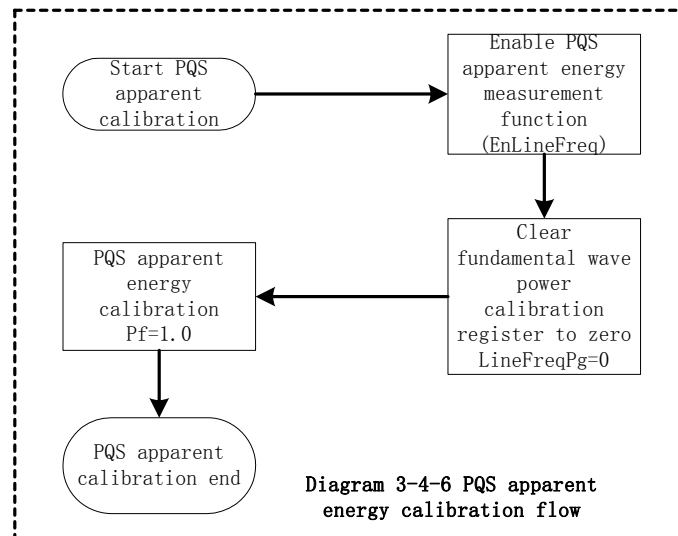 Start PQS
apparent
calibration
Enable PQS
apparent energy
measurement
function
(EnLineFreq)
Clear
fundamental wave
power
calibration
register to zero
LineFreqPg=0
PQS apparent
energy
calibration
Pf=1.0
PQS apparent
calibration end
Diagram 3-4-6 PQS apparent
energy calibration flow